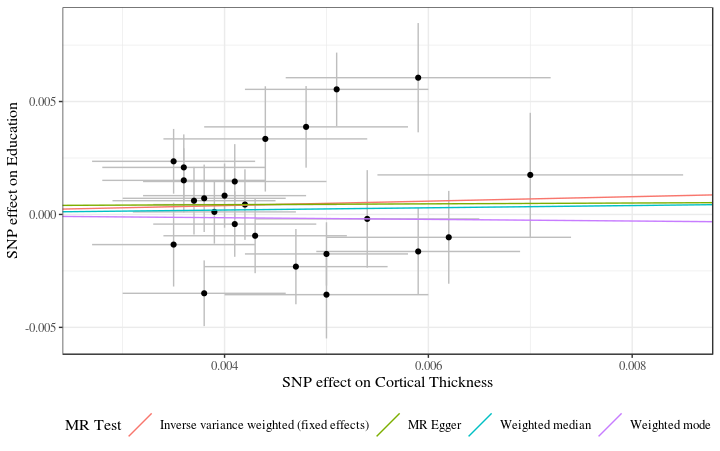 SNP effect on Education
0.005
0.000
-0.005
0.004
0.006
0.008
SNP effect on Cortical Thickness
MR Test
Inverse variance weighted (fixed effects)
MR Egger
Weighted median
Weighted mode